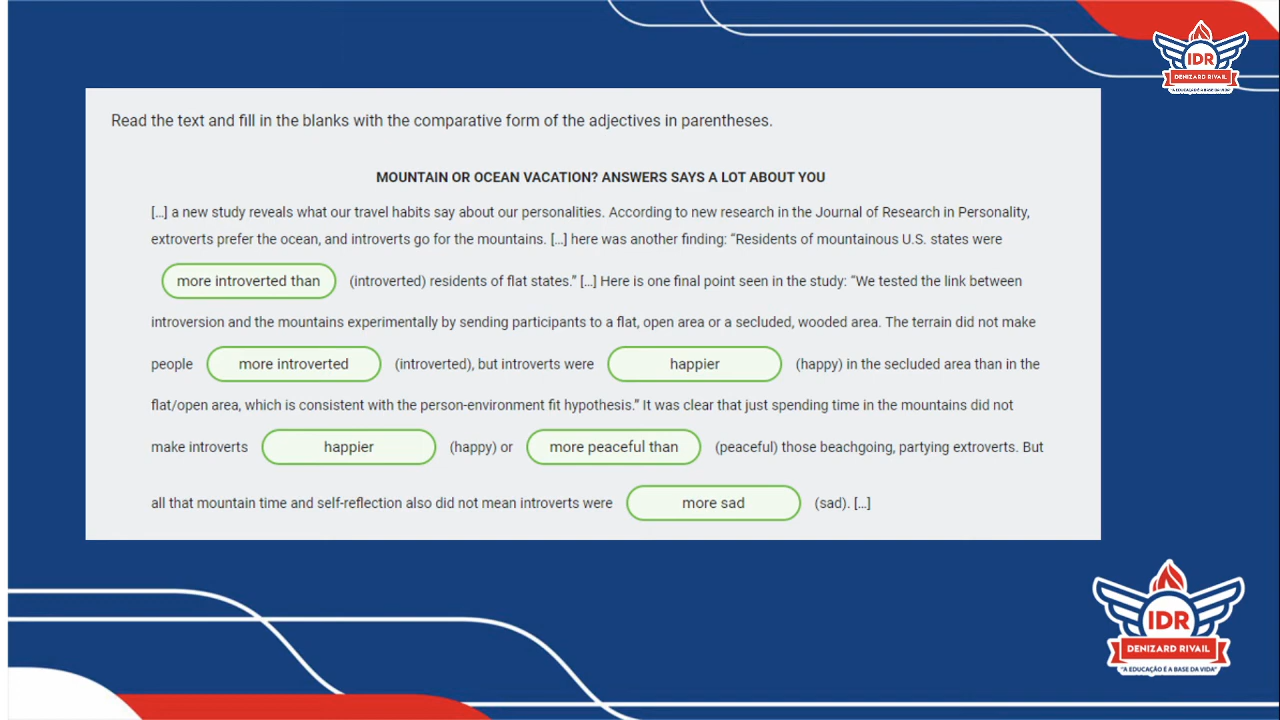 IDR
DENIZARD RIVAIL
"A EDUCAÇÃO É A BASE DA VIDA"
Read the text and fill in the blanks with the comparative form of the adjectives in parentheses.
MOUNTAIN OR OCEAN VACATION? ANSWERS SAYS A LOT ABOUT YOU
[...] a new study reveals what our travel habits say about our personalities. According to new research in the Journal of Research in Personality,
extroverts prefer the ocean, and introverts go for the mountains. [...] here was another finding: “Residents of mountainous U.S. states were
more introverted than (introverted) residents of flat states.” [...] Here is one final point seen in the study: “We tested the link between
introversion and the mountains experimentally by sending participants to a flat, open area or a secluded, wooded area. The terrain did not make
people more introverted (introverted), but introverts were happier (happy) in the secluded area than in the
flat/open area, which is consistent with the person-environment fit hypothesis.” It was clear that just spending time in the mountains did not
make introverts happier (happy) or more peaceful than (peaceful) those beachgoing, partying extroverts. But
all that mountain time and self-reflection also did not mean introverts were more sad (sad). [...]
IDR
DENIZARD RIVAIL
"A EDUCAÇÃO É A BASE DA VIDA"